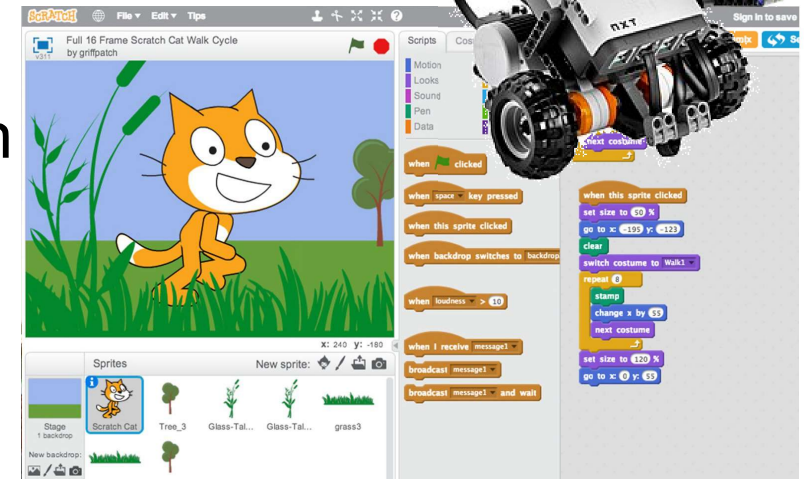 n
SCRATCH File ▾ Edit ▾ Tips
Sign in to save
Full 16 Frame Scratch Cat Walk Cycle
by griffpatch
v311
x: 240 y: -180
Sprites New sprite:
Stage
1 backdrop
New backdrop:
Scratch Cat
Tree_3
Glass-Tal...
Glass-Tal...
grass3
Scripts
Motion
Looks
Sound
Pen
Data
when clicked
when space key pressed
when this sprite clicked
when backdrop switches to backdrop
when loudness > 10
when I receive message1
broadcast message1
broadcast message1 and wait
NXT
next costume
when this sprite clicked
set size to 50 %
go to x: -195 y: -123
clear
switch costume to Walk1
repeat 8
stamp
change x by 55
next costume
set size to 120 %
go to x: 0 y: 55